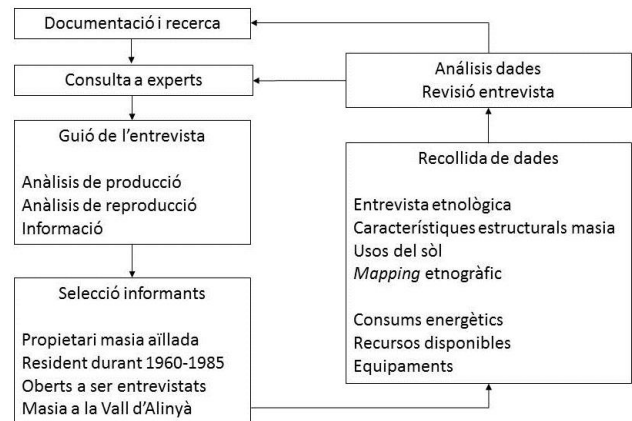 Documentació i recerca
Consulta a experts
Guió de l'entrevista
Anàlisis de producció
Anàlisis de reproducció
Informació
Selecció informants
Propietari masia aïllada
Resident durant 1960-1985
Oberts a ser entrevistats
Masia a la Vall d'Alinyà
Análisis dades
Revisió entrevista
Recollida de dades
Entrevista etnològica
Característiques estructurals masia
Usos del sòl
Mapping etnogràfic
Consums energètics
Recursos disponibles
Equipaments